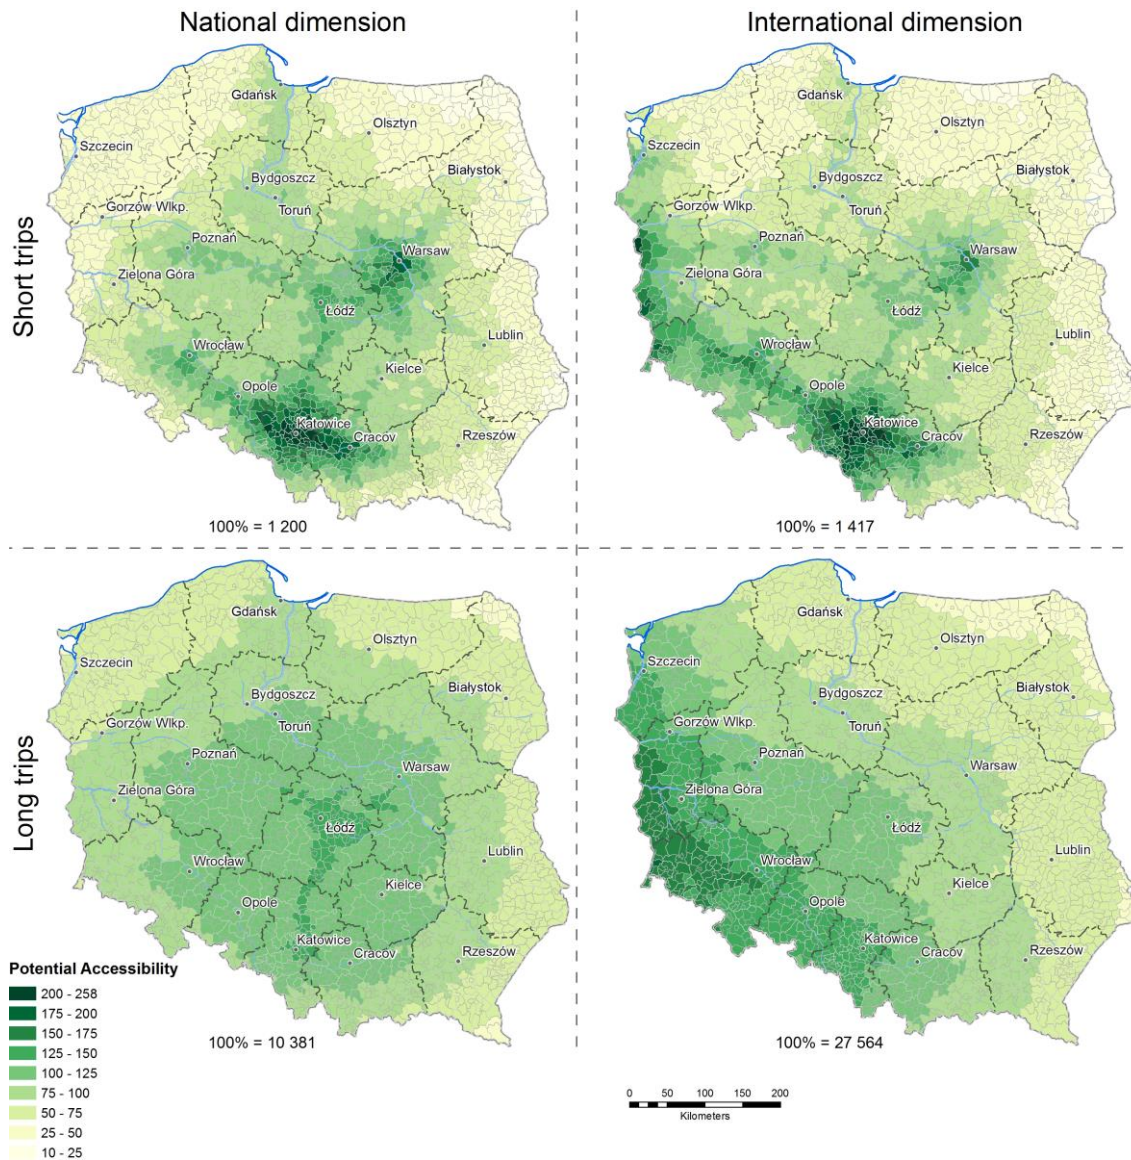 National dimension
International dimension
Short trips
Gdańsk
Olsztyn
Szczecin
Białystok
Bydgoszcz
Toruń
Gorzów Wlkp.
Poznań
Warsaw
Zielona Góra
Łódź
Lublin
Wrocław
Kielce
Opole
Katowice
Cracov
Rzeszów
100% = 1 200
Gdańsk
Olsztyn
Szczecin
Białystok
Bydgoszcz
Toruń
Gorzów Wlkp.
Poznań
Warsaw
Zielona Góra
Łódź
Lublin
Wrocław
Kielce
Opole
Katowice
Cracov
Rzeszów
100% = 1 417
Long trips
Gdańsk
Olsztyn
Szczecin
Białystok
Bydgoszcz
Toruń
Gorzów Wlkp.
Poznań
Warsaw
Zielona Góra
Łódź
Lublin
Wrocław
Kielce
Opole
Katowice
Cracov
Rzeszów
100% = 10 381
Gdańsk
Olsztyn
Szczecin
Białystok
Bydgoszcz
Toruń
Gorzów Wlkp.
Poznań
Warsaw
Zielona Góra
Łódź
Lublin
Wrocław
Kielce
Opole
Katowice
Cracov
Rzeszów
100% = 27 564
Potential Accessibility
200 - 258
175 - 200
150 - 175
125 - 150
100 - 125
75 - 100
50 - 75
25 - 50
10 - 25
0 50 100 150 200
Kilometers